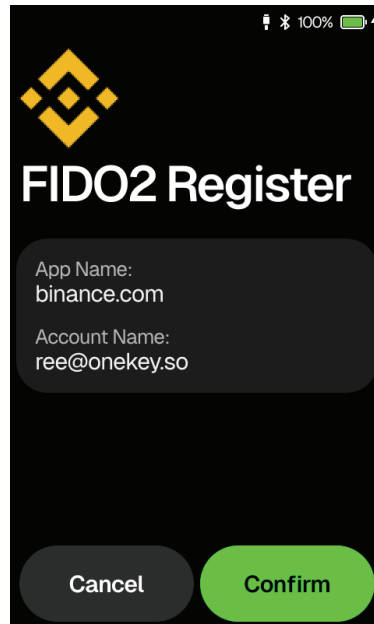 100%
FIDO2 Register
App Name:
binance.com
Account Name:
ree@onekey.so
Cancel
Confirm